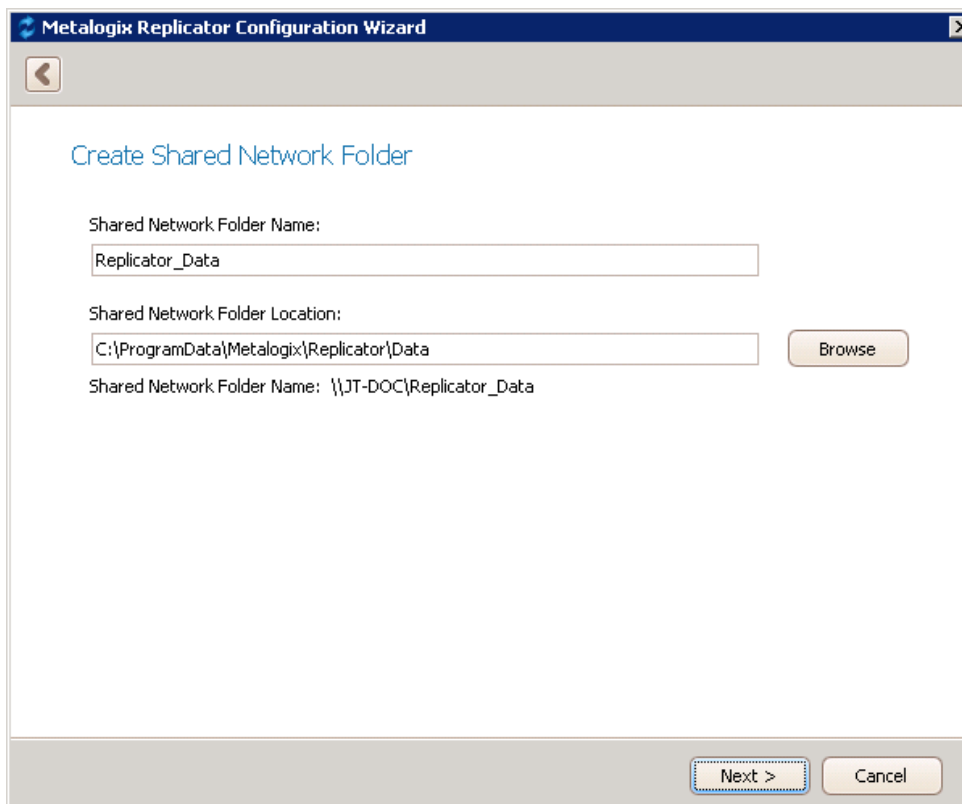 Metalogix Replicator Configuration Wizard
Create Shared Network Folder
Shared Network Folder Name:
Replicator_Data
Shared Network Folder Location:
C:\ProgramData\Metalogix\Replicator\Data
Browse
Shared Network Folder Name: \\JT-DOC\Replicator_Data
Next >
Cancel